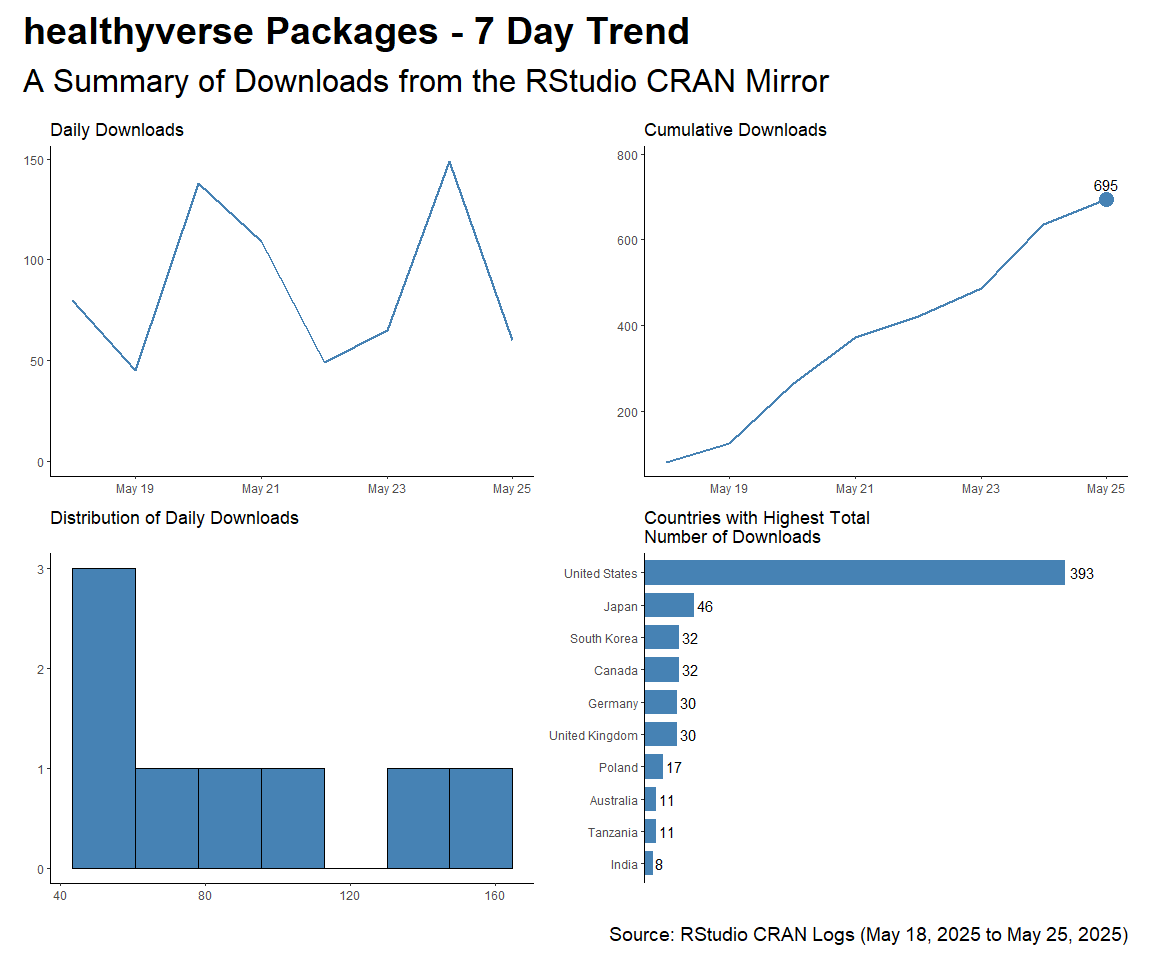 healthyverse Packages - 7 Day Trend
A Summary of Downloads from the RStudio CRAN Mirror
Daily Downloads
150
100
50
0
May 19
May 21
May 23
May 25
Cumulative Downloads
800
600
400
200
695
May 19
May 21
May 23
May 25
Distribution of Daily Downloads
3
2
1
0
40
80
120
160
Countries with Highest Total
Number of Downloads
United States 393
Japan 46
South Korea 32
Canada 32
Germany 30
United Kingdom 30
Poland 17
Australia 11
Tanzania 11
India 8
Source: RStudio CRAN Logs (May 18, 2025 to May 25, 2025)